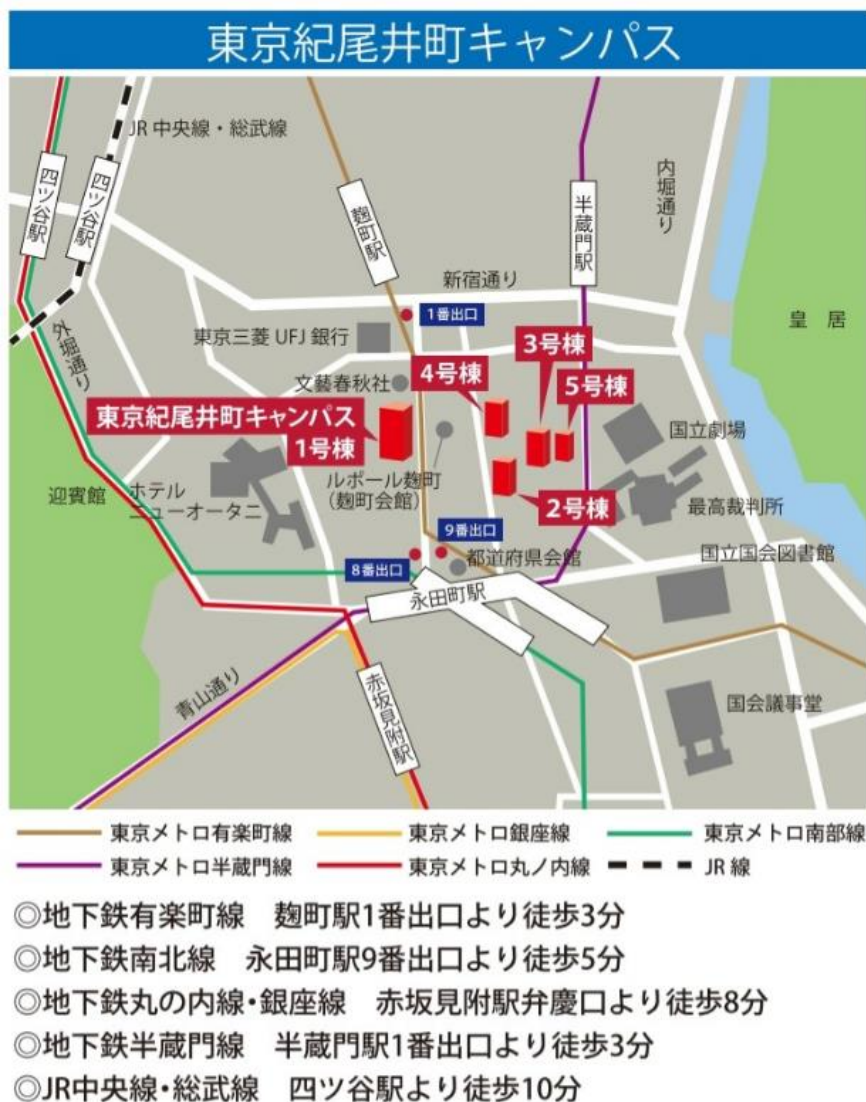 東京紀尾井町キャンパス
JR 中央線・総武線
四ツ谷駅
四ツ谷駅
麹町駅
半蔵門駅
内堀通り
新宿通り
1番出口
外堀通り
東京三菱 UFJ 銀行
皇 居
3号棟
4号棟
5号棟
文藝春秋社
東京紀尾井町キャンパス
1号棟
国立劇場
迎賓館
ホテル
ニューオータニ
ルポール麹町
(麹町会館)
2号棟
最高裁判所
9番出口
8番出口
都道府県会館
国立国会図書館
永田町駅
青山通り
赤坂見附駅
国会議事堂
東京メトロ有楽町線
東京メトロ銀座線
東京メトロ南部線
東京メトロ半蔵門線
東京メトロ丸ノ内線
JR 線
◎地下鉄有楽町線 麹町駅1番出口より徒歩3分
◎地下鉄南北線 永田町駅9番出口より徒歩5分
◎地下鉄丸の内線・銀座線 赤坂見附駅弁慶口より徒歩8分
◎地下鉄半蔵門線 半蔵門駅1番出口より徒歩3分
◎JR中央線・総武線 四ツ谷駅より徒歩10分